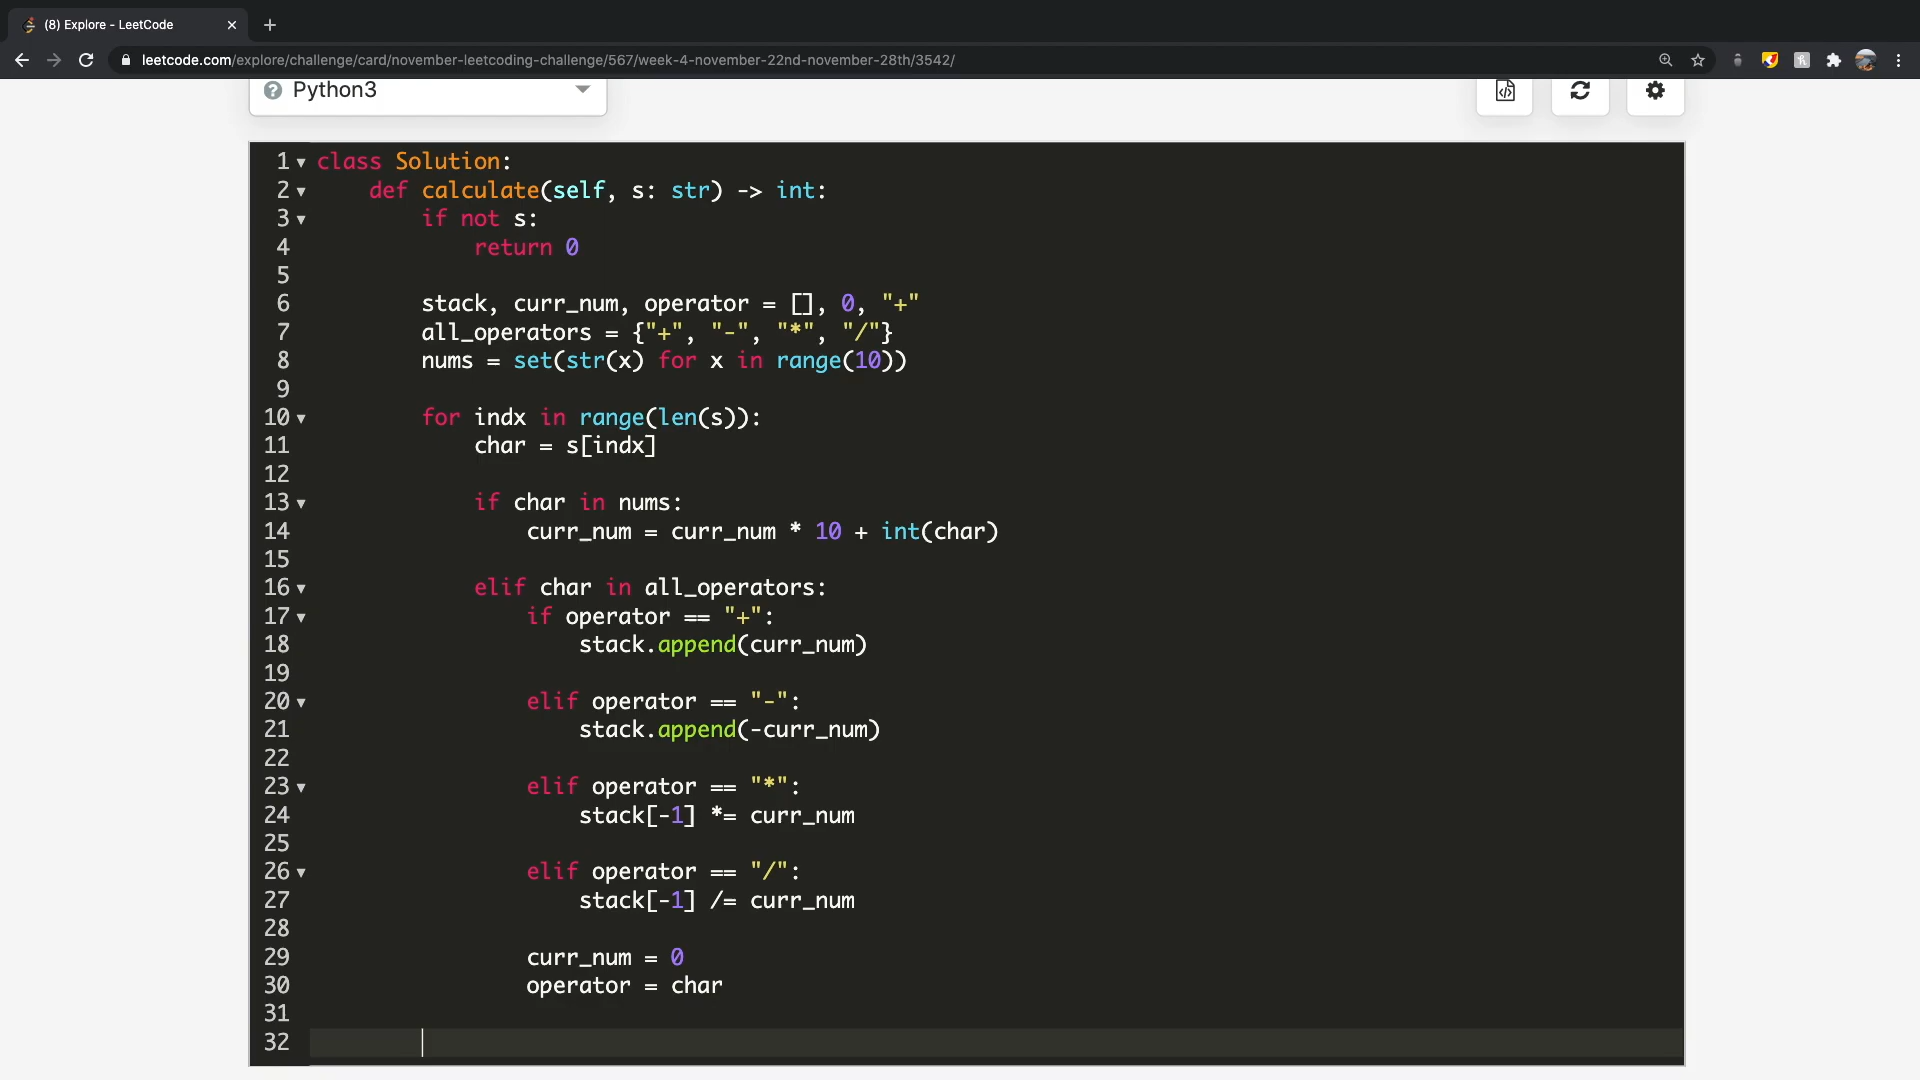 (8) Explore - LeetCode
leetcode.com/explore/challenge/card/november-leetcoding-challenge/567/week-4-november-22nd-november-28th/3542/
Python3
1 class Solution:
2     def calculate(self, s: str) -> int:
3         if not s:
4             return 0
5
6         stack, curr_num, operator = [], 0, "+"
7         all_operators = {"+", "-", "*", "/"}
8         nums = set(str(x) for x in range(10))
9
10         for indx in range(len(s)):
11             char = s[indx]
12
13             if char in nums:
14                 curr_num = curr_num * 10 + int(char)
15
16             elif char in all_operators:
17                 if operator == "+":
18                     stack.append(curr_num)
19
20                 elif operator == "-":
21                     stack.append(-curr_num)
22
23                 elif operator == "*":
24                     stack[-1] *= curr_num
25
26                 elif operator == "/":
27                     stack[-1] /= curr_num
28
29                 curr_num = 0
30                 operator = char
31
32